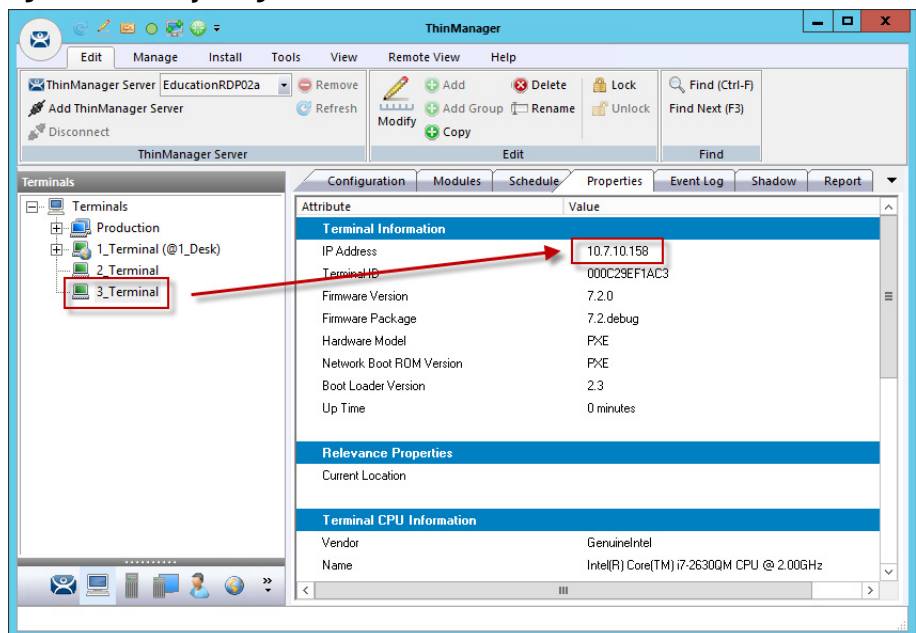 ThinManager
Edit Manage Install Tools View Remote View Help
ThinManager Server EducationRDP02a
Add ThinManager Server
Disconnect
ThinManager Server
Remove
Refresh
Modify
Add Delete
Add Group Rename
Copy
Lock
Unlock
Edit
Find (Ctrl-F)
Find Next (F3)
Find
Terminals
Terminals
Production
1_Terminal (@1_Desk)
2_Terminal
3_Terminal
Configuration Modules Schedule Properties Event Log Shadow Report
Attribute Value
Terminal Information
IP Address 10.7.10.158
Terminal ID 000C29EF1AC3
Firmware Version 7.2.0
Firmware Package 7.2.debug
Hardware Model PXE
Network Boot ROM Version PXE
Boot Loader Version 2.3
Up Time 0 minutes
Relevance Properties
Current Location
Terminal CPU Information
Vendor GenuineIntel
Name Intel(R) Core(TM) i7-2630QM CPU @ 2.00GHz